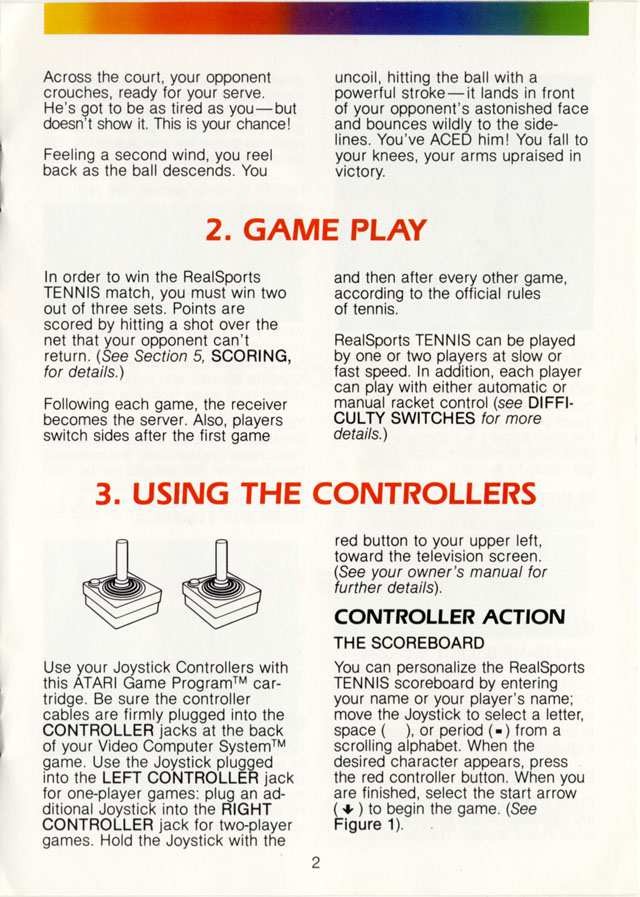 Across the court, your opponent
crouches, ready for your serve.
He's got to be as tired as you—but
doesn't show it. This is your chance!
Feeling a second wind, you reel
back as the ball descends. You
uncoil, hitting the ball with a
powerful stroke—it lands in front
of your opponent's astonished face
and bounces wildly to the side-
lines. You've ACED him! You fall to
your knees, your arms upraised in
victory.
2. GAME PLAY
In order to win the RealSports
TENNIS match, you must win two
out of three sets. Points are
scored by hitting a shot over the
net that your opponent can't
return. (See Section 5, SCORING,
for details.)
Following each game, the receiver
becomes the server. Also, players
switch sides after the first game
and then after every other game,
according to the official rules
of tennis.
RealSports TENNIS can be played
by one or two players at slow or
fast speed. In addition, each player
can play with either automatic or
manual racket control (see DIFFI-
CULTY SWITCHES for more
details.)
3. USING THE CONTROLLERS
Use your Joystick Controllers with
this ATARI Game Program™ car-
tridge. Be sure the controller
cables are firmly plugged into the
CONTROLLER jacks at the back
of your Video Computer System™
game. Use the Joystick plugged
into the LEFT CONTROLLER jack
for one-player games: plug an ad-
ditional Joystick into the RIGHT
CONTROLLER jack for two-player
games. Hold the Joystick with the
red button to your upper left,
toward the television screen.
(See your owner's manual for
further details).
CONTROLLER ACTION
THE SCOREBOARD
You can personalize the RealSports
TENNIS scoreboard by entering
your name or your player's name;
move the Joystick to select a letter,
space ( ), or period (▪) from a
scrolling alphabet. When the
desired character appears, press
the red controller button. When you
are finished, select the start arrow
(↓) to begin the game. (See
Figure 1).
2